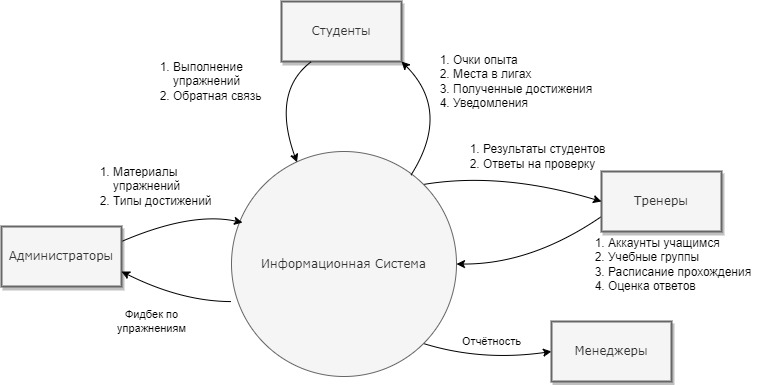 Студенты
1. Выполнение
упражнений
2. Обратная связь
1. Очки опыта
2. Места в лигах
3. Полученные достижения
4. Уведомления
1. Результаты студентов
2. Ответы на проверку
1. Материалы
упражнений
2. Типы достижений
Тренеры
Администраторы
Информационная Система
1. Аккаунты учащимся
2. Учебные группы
3. Расписание прохождения
4. Оценка ответов
Фидбек по
упражнениям
Отчётность
Менеджеры